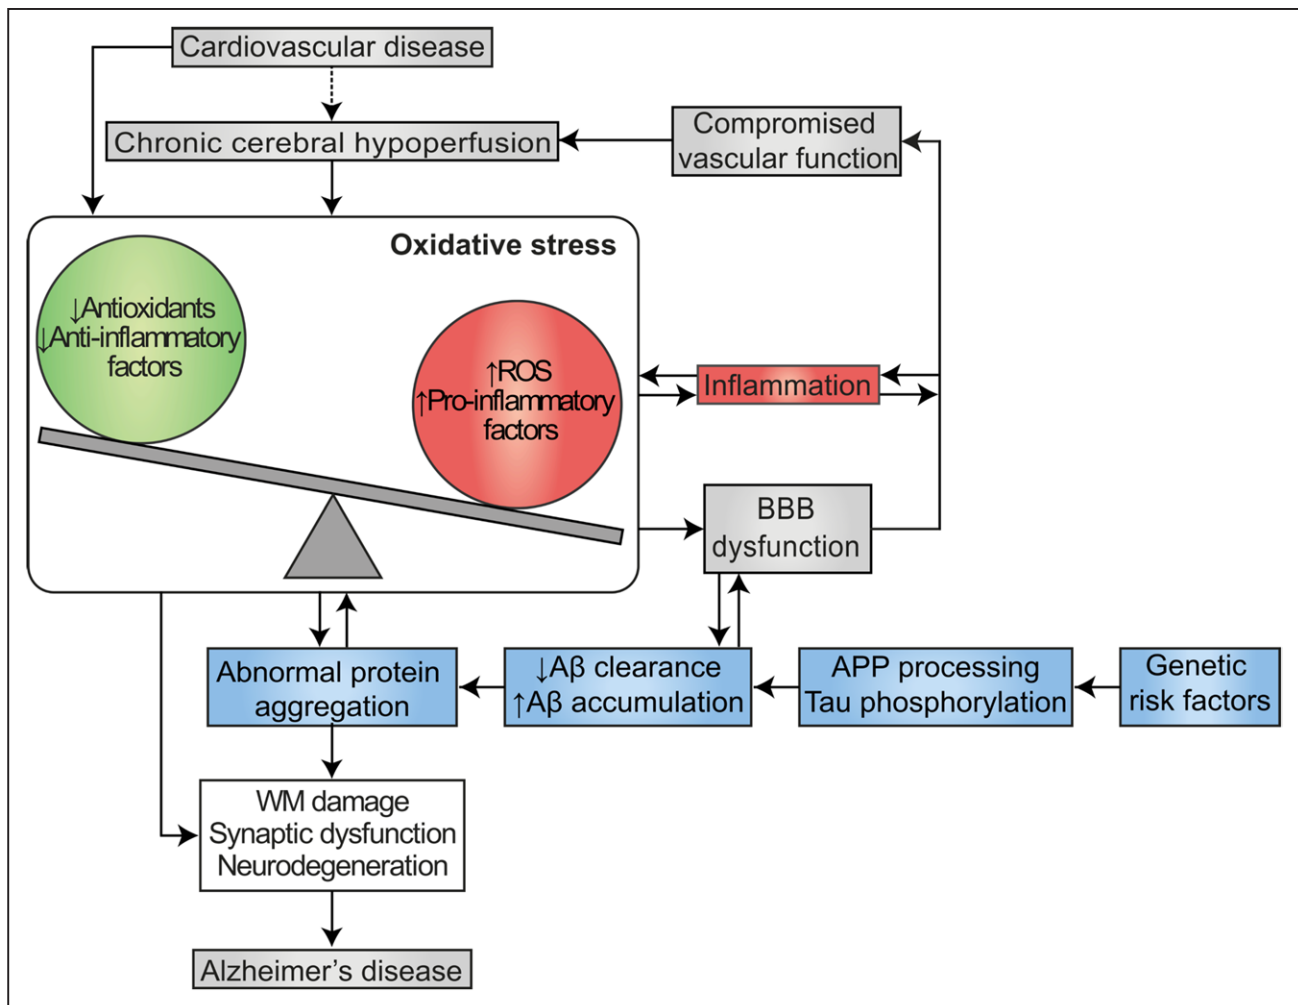 Cardiovascular disease
Chronic cerebral hypoperfusion
Compromised
vascular function
Oxidative stress
↓Antioxidants
↓Anti-inflammatory
factors
↑ROS
↑Pro-inflammatory
factors
Inflammation
BBB
dysfunction
Abnormal protein
aggregation
↓Aβ clearance
↑Aβ accumulation
APP processing
Tau phosphorylation
Genetic
risk factors
WM damage
Synaptic dysfunction
Neurodegeneration
Alzheimer's disease